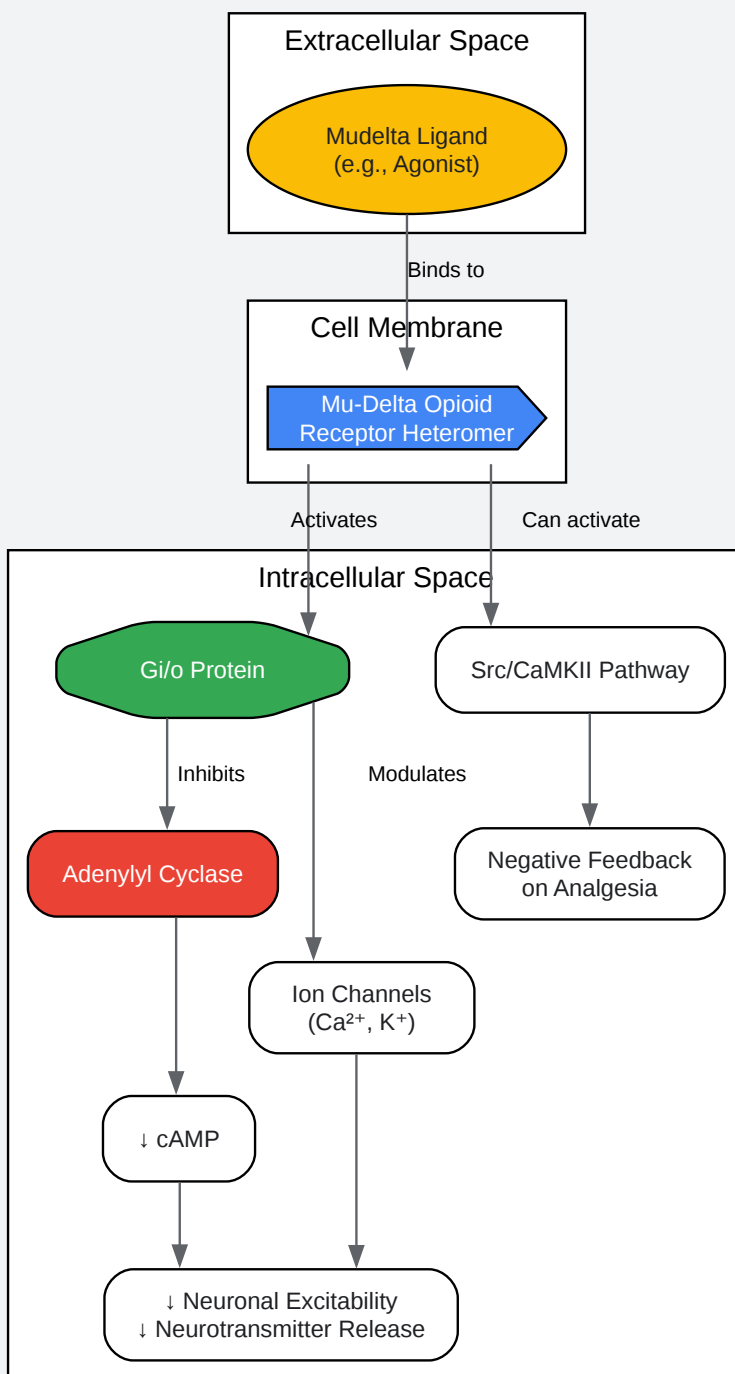 Extracellular Space
Mudelta Ligand
(e.g., Agonist)
Binds to
Cell Membrane
Mu-Delta Opioid
Receptor Heteromer
Activates
Can activate
Intracellular Space
Gi/o Protein
Src/CaMKII Pathway
Inhibits
Modulates
Adenylyl Cyclase
Negative Feedback
on Analgesia
Ion Channels
(Ca²⁺, K⁺)
↓ cAMP
↓ Neuronal Excitability
↓ Neurotransmitter Release